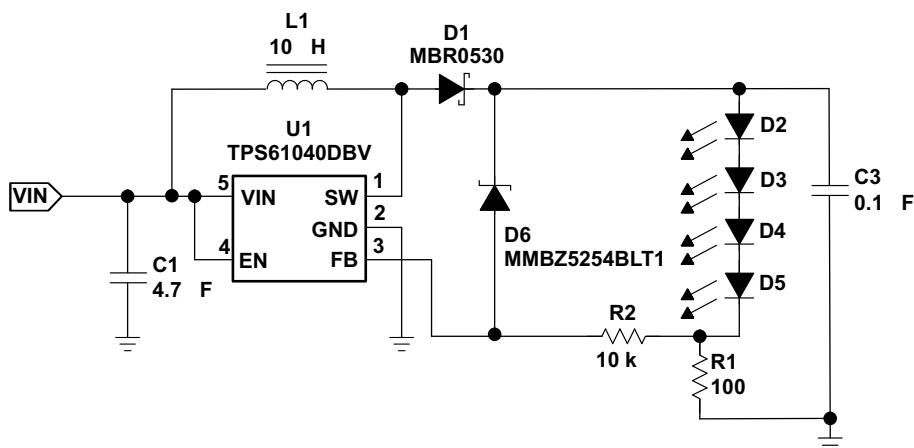 L1
10 H
D1
MBR0530
U1
TPS61040DBV
D2
VIN
5
VIN
SW
1
D3
C3
0.1 F
GND
2
D6
MMBZ5254BLT1
D4
4
EN
FB
3
C1
4.7 F
D5
R2
10 k
R1
100